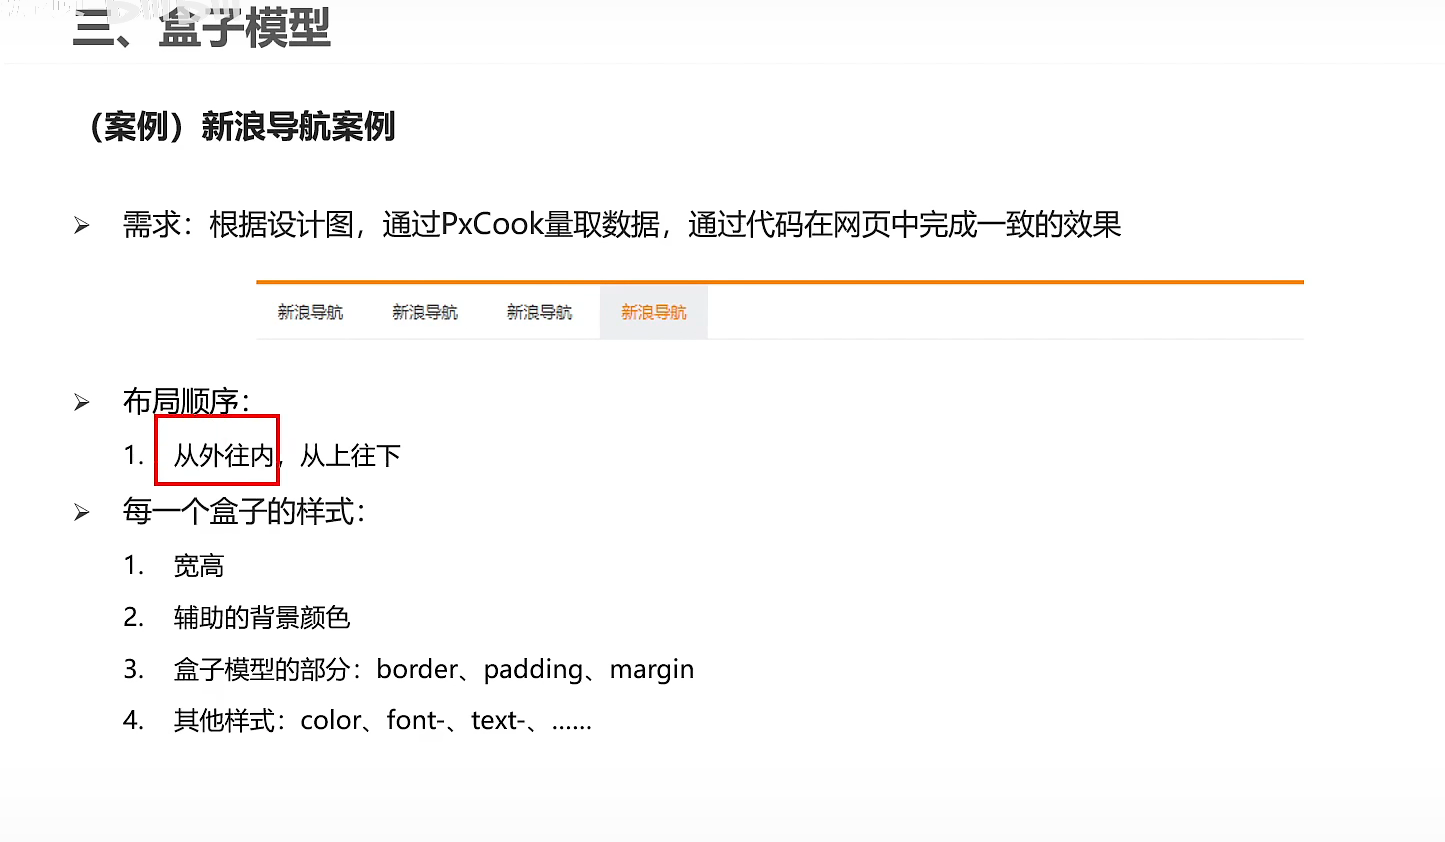 三、盒子模型
（案例）新浪导航案例
➢ 需求：根据设计图，通过PxCook量取数据，通过代码在网页中完成一致的效果
新浪导航 新浪导航 新浪导航 新浪导航
➢ 布局顺序：
1. 从外往内，从上往下
➢ 每一个盒子的样式：
1. 宽高
2. 辅助的背景颜色
3. 盒子模型的部分：border、padding、margin
4. 其他样式：color、font-、text-、……